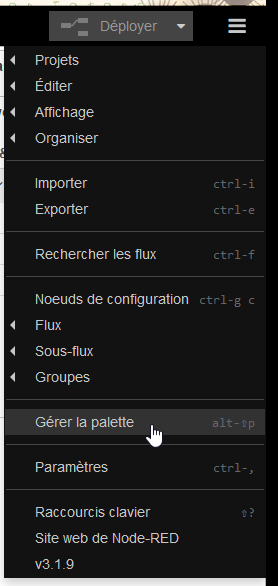 Déployer
Projets
Éditer
Affichage
Organiser
Importer ctrl-i
Exporter ctrl-e
Rechercher les flux ctrl-f
Noeuds de configuration ctrl-g c
Flux
Sous-flux
Groupes
Gérer la palette alt-⇧p
Paramètres ctrl-,
Raccourcis clavier ⇧?
Site web de Node-RED
v3.1.9